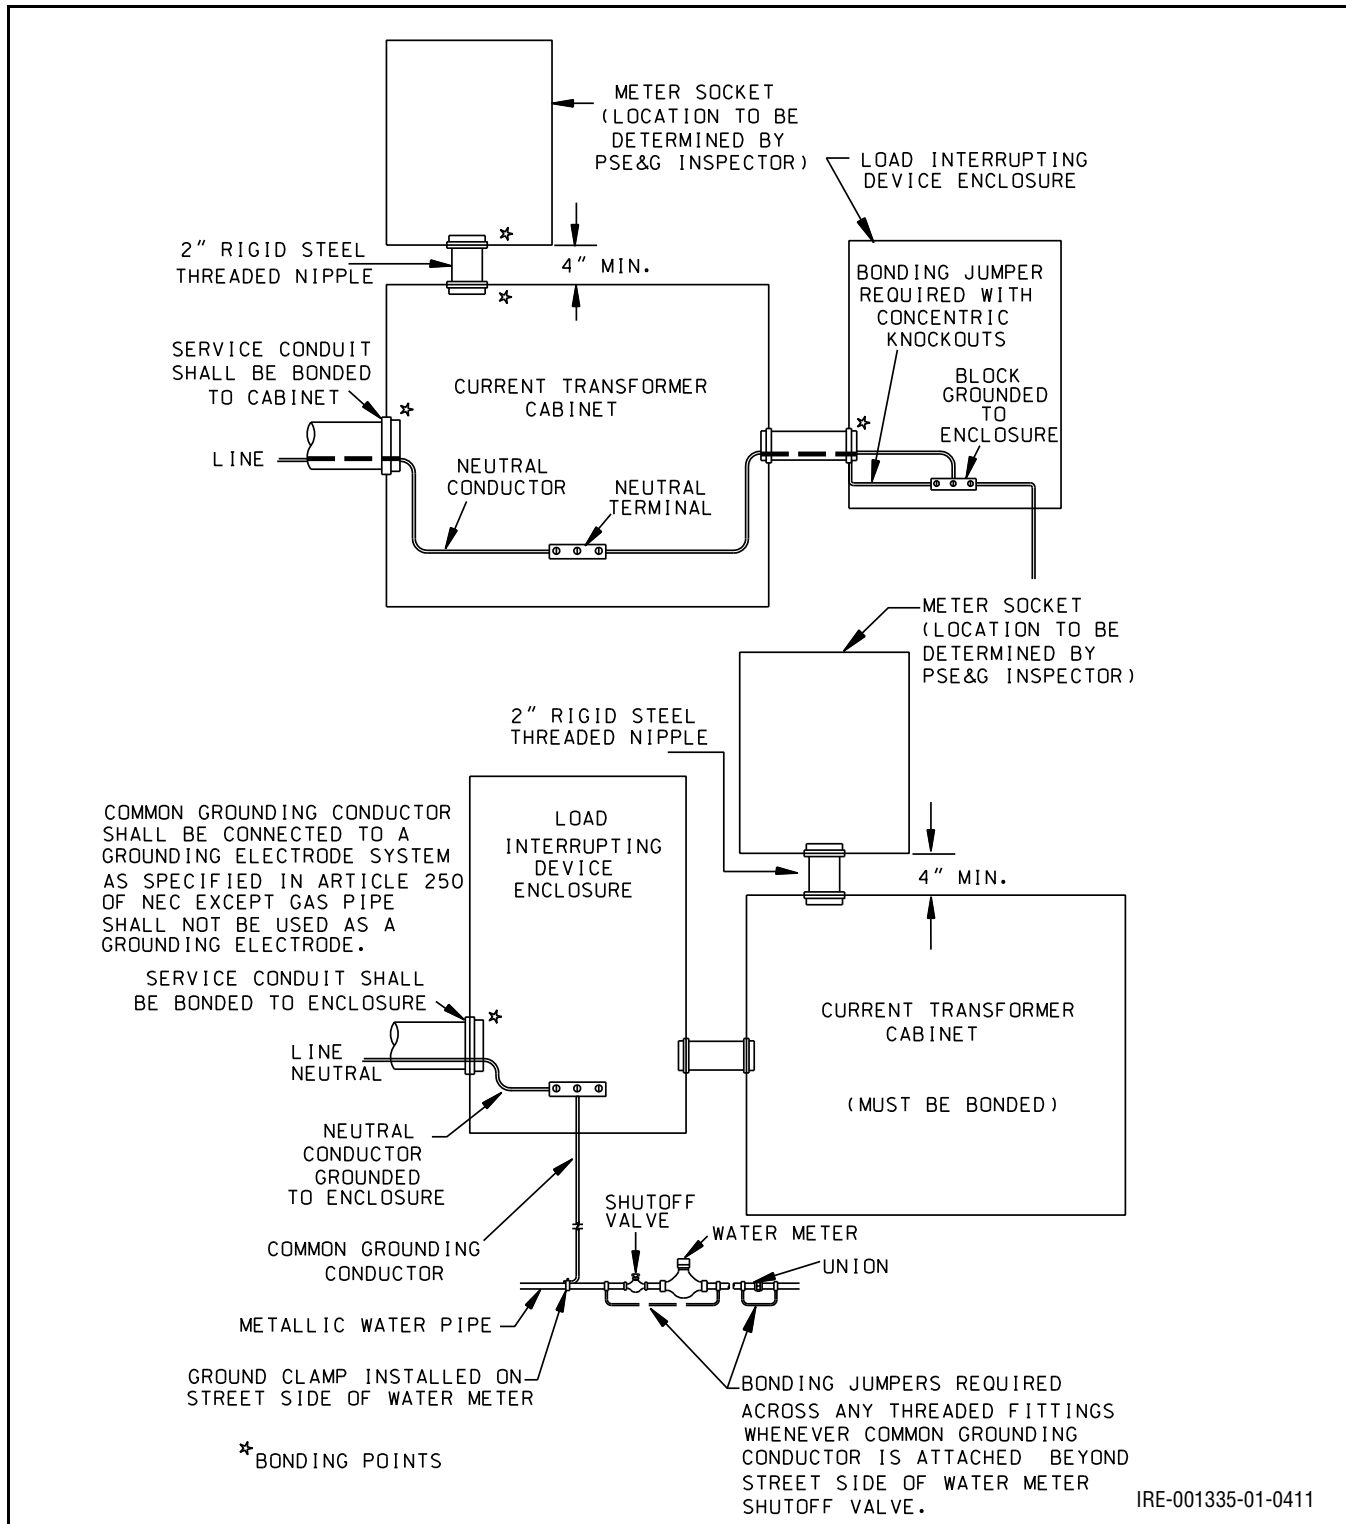 METER SOCKET
(LOCATION TO BE
DETERMINED BY
PSE&G INSPECTOR)
LOAD INTERRUPTING
DEVICE ENCLOSURE
2" RIGID STEEL
THREADED NIPPLE
4" MIN.
BONDING JUMPER
REQUIRED WITH
CONCENTRIC
KNOCKOUTS
SERVICE CONDUIT
SHALL BE BONDED
TO CABINET
CURRENT TRANSFORMER
CABINET
BLOCK
GROUNDED
TO
ENCLOSURE
LINE
NEUTRAL
CONDUCTOR
NEUTRAL
TERMINAL
METER SOCKET
(LOCATION TO BE
DETERMINED BY
PSE&G INSPECTOR)
2" RIGID STEEL
THREADED NIPPLE
COMMON GROUNDING CONDUCTOR
SHALL BE CONNECTED TO A
GROUNDING ELECTRODE SYSTEM
AS SPECIFIED IN ARTICLE 250
OF NEC EXCEPT GAS PIPE
SHALL NOT BE USED AS A
GROUNDING ELECTRODE.
LOAD
INTERRUPTING
DEVICE
ENCLOSURE
4" MIN.
SERVICE CONDUIT SHALL
BE BONDED TO ENCLOSURE
CURRENT TRANSFORMER
CABINET
(MUST BE BONDED)
LINE
NEUTRAL
NEUTRAL
CONDUCTOR
GROUNDED
TO ENCLOSURE
SHUTOFF
VALVE
WATER METER
COMMON GROUNDING
CONDUCTOR
UNION
METALLIC WATER PIPE
GROUND CLAMP INSTALLED ON
STREET SIDE OF WATER METER
BONDING JUMPERS REQUIRED
ACROSS ANY THREADED FITTINGS
WHENEVER COMMON GROUNDING
CONDUCTOR IS ATTACHED BEYOND
STREET SIDE OF WATER METER
SHUTOFF VALVE.
☆BONDING POINTS
IRE-001335-01-0411